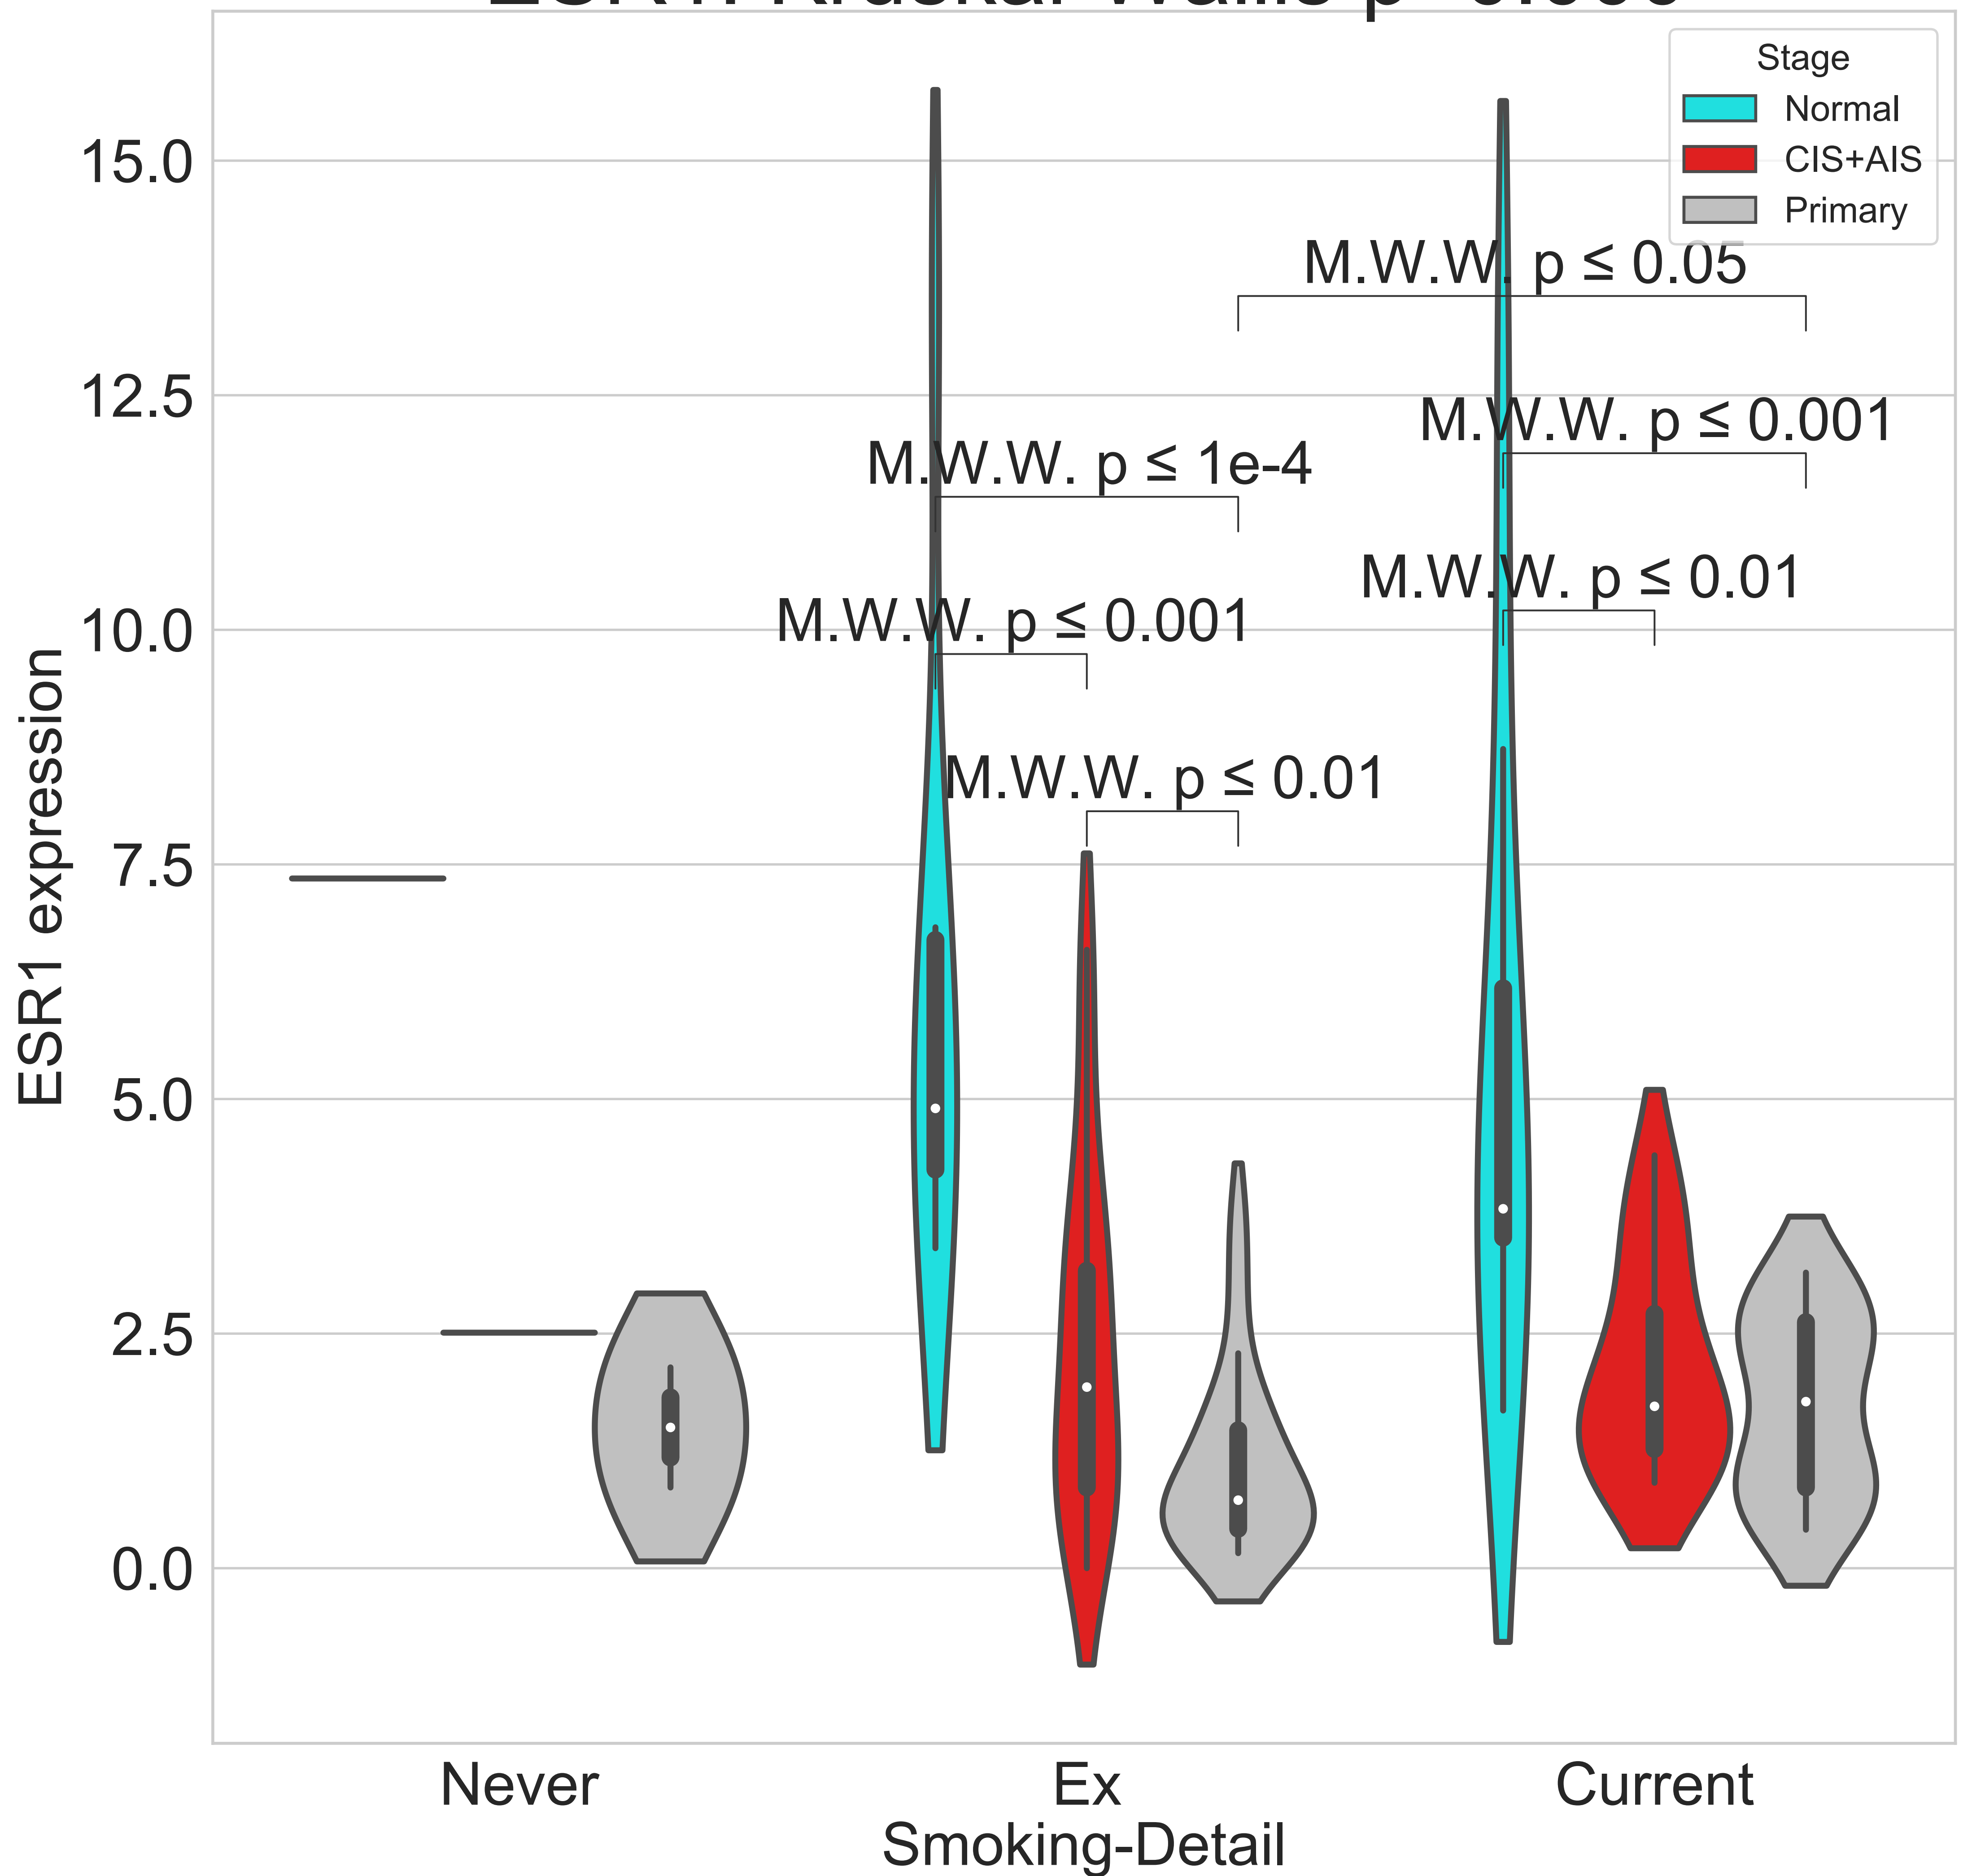 Stage
Normal
CIS+AIS
Primary
15.0
12.5
10.0
7.5
5.0
2.5
0.0
ESR1 expression
M.W.W. p ≤ 0.05
M.W.W. p ≤ 0.001
M.W.W. p ≤ 1e-4
M.W.W. p ≤ 0.01
M.W.W. p ≤ 0.001
M.W.W. p ≤ 0.01
Never
Ex
Current
Smoking-Detail